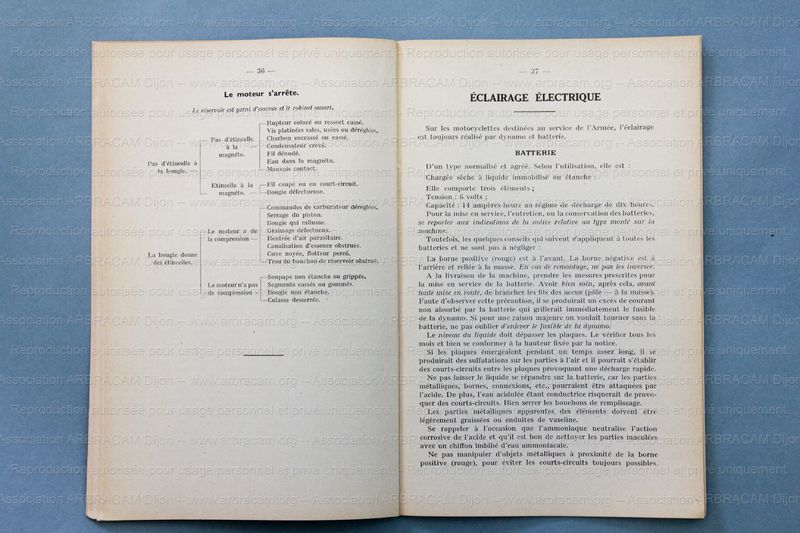 — 36 —
Le moteur s'arrête.
Le réservoir est garni d'essence et le robinet ouvert.
Pas d'étincelle à
la bougie.
Pas d'étincelle
à la
magnéto.
Rupteur coincé ou ressort cassé.
Vis platinées sales, usées ou déréglées.
Charbon encrassé ou cassé.
Condensateur crevé.
Fil dénudé.
Eau dans la magnéto.
Mauvais contact.
Etincelle à la
magnéto.
Fil coupé ou en court-circuit.
Bougie défectueuse.
La bougie donne
des étincelles.
Le moteur a de
la compression
Commandes de carburateur déréglées.
Serrage du piston.
Bougie qui rallume.
Graissage défectueux.
Rentrée d'air parasitaire.
Canalisation d'essence obstruée.
Cuve noyée, flotteur percé.
Trou du bouchon de réservoir obstrué.
Le moteur n'a pas
de compression
Soupape non étanche ou grippée.
Segments cassés ou gommés.
Bougie non étanche.
Culasse desserrée.
— 37 —
ÉCLAIRAGE ÉLECTRIQUE
Sur les motocyclettes destinées au service de l'Armée, l'éclairage
est toujours réalisé par dynamo et batterie.
BATTERIE
D'un type normalisé et agréé. Selon l'utilisation, elle est :
Chargée sèche à liquide immobilisé ou étanche :
Elle comporte trois éléments ;
Tension : 6 volts ;
Capacité : 14 ampères-heure au régime de décharge de dix heures.
Pour la mise en service, l'entretien, ou la conservation des batteries,
se reporter aux indications de la notice relative au type monté sur la
machine.
Toutefois, les quelques conseils qui suivent s'appliquent à toutes les
batteries et ne sont pas à négliger :
La borne positive (rouge) est à l'avant. La borne négative est à
l'arrière et reliée à la masse. En cas de remontage, ne pas les inverser.
A la livraison de la machine, prendre les mesures prescrites pour
la mise en service de la batterie. Avoir bien soin, après cela, avant
toute mise en route, de brancher les fils des accus (pôle — à la masse).
Faute d'observer cette précaution, il se produirait un excès de courant
non absorbé par la batterie qui grillerait immédiatement le fusible
de la dynamo. Si pour une raison majeure on voulait tourner sans la
batterie, ne pas oublier d'enlever le fusible de la dynamo.
Le niveau du liquide doit dépasser les plaques. Le vérifier tous les
mois et bien se conformer à la hauteur fixée par la notice.
Si les plaques émergeaient pendant un temps assez long, il se
produirait des sulfatations sur les parties à l'air et il pourrait s'établir
des courts-circuits entre les plaques provoquant une décharge rapide.
Ne pas laisser le liquide se répandre sur la batterie, car les parties
métalliques, bornes, connexions, etc., pourraient être attaquées par
l'acide. De plus, l'eau acidulée étant conductrice risquerait de provo-
quer des courts-circuits. Bien serrer les bouchons de remplissage.
Les parties métalliques apparentes des éléments doivent être
légèrement graissées ou enduites de vaseline.
Se rappeler à l'occasion que l'ammoniaque neutralise l'action
corrosive de l'acide et qu'il est bon de nettoyer les parties maculées
avec un chiffon imbibé d'eau ammoniacale.
Ne pas manipuler d'objets métalliques à proximité de la borne
positive (rouge), pour éviter les courts-circuits toujours possibles.
Association ARBRACAM Dijon -- www.arbracam.org -- Association ARBRACAM Dijon -- www.arbracam.org -- Association ARBRACAM Dijon
Reproduction autorisée pour usage personnel et privé uniquement.